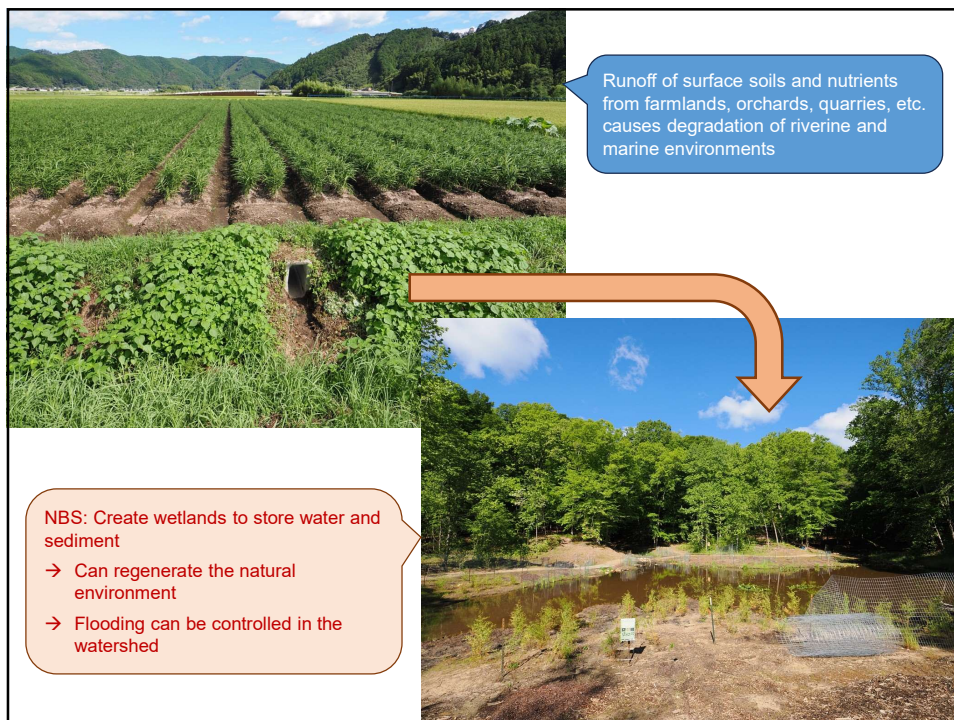 Runoff of surface soils and nutrients
from farmlands, orchards, quarries, etc.
causes degradation of riverine and
marine environments
NBS: Create wetlands to store water and
sediment
→ Can regenerate the natural
environment
→ Flooding can be controlled in the
watershed